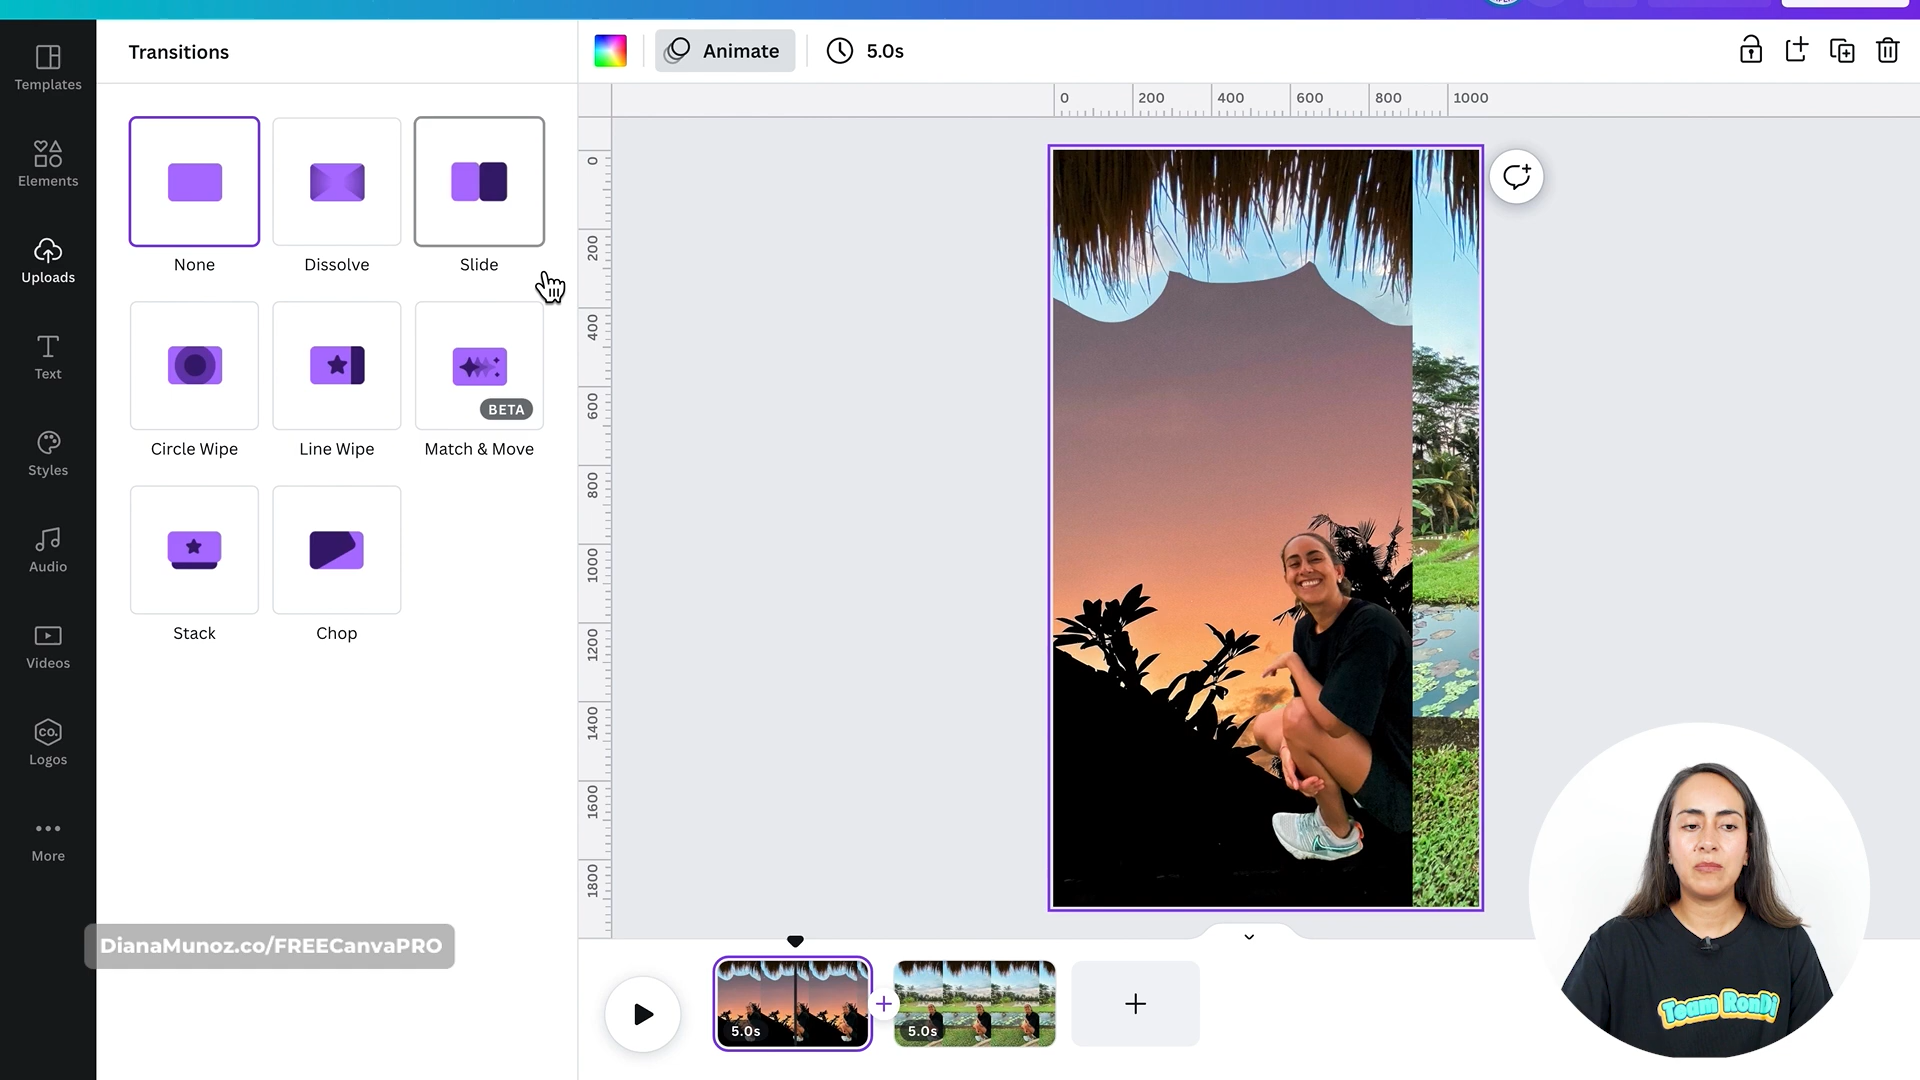 Transitions
Animate
5.0s
Templates
Elements
Uploads
Text
Styles
Audio
Videos
Logos
More
None
Dissolve
Slide
Circle Wipe
Line Wipe
BETA
Match & Move
Stack
Chop
0 200 400 600 800 1000
0
200
400
600
800
1000
1200
1400
1600
1800
co.
DianaMunoz.co/FREECanvaPRO
5.0s
5.0s
Team RonDi